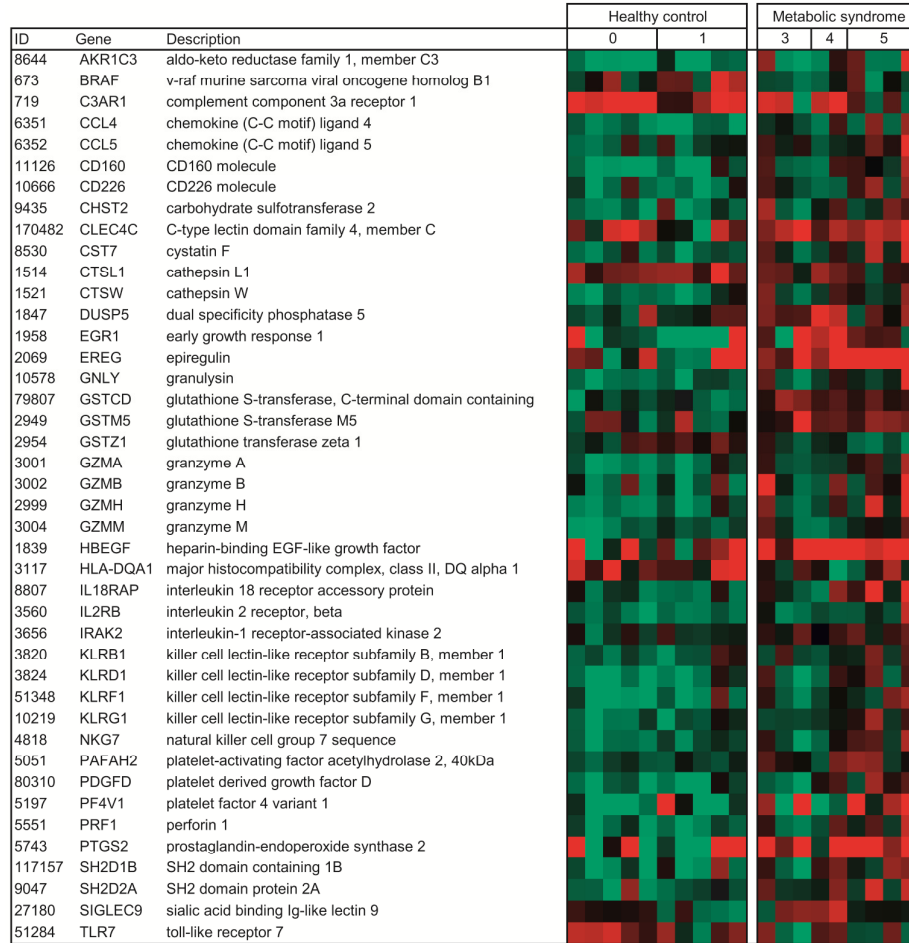 Healthy control Metabolic syndrome
ID Gene Description 0 1 3 4 5
8644 AKR1C3 aldo-keto reductase family 1, member C3
673 BRAF v-raf murine sarcoma viral oncogene homolog B1
719 C3AR1 complement component 3a receptor 1
6351 CCL4 chemokine (C-C motif) ligand 4
6352 CCL5 chemokine (C-C motif) ligand 5
11126 CD160 CD160 molecule
10666 CD226 CD226 molecule
9435 CHST2 carbohydrate sulfotransferase 2
170482 CLEC4C C-type lectin domain family 4, member C
8530 CST7 cystatin F
1514 CTSL1 cathepsin L1
1521 CTSW cathepsin W
1847 DUSP5 dual specificity phosphatase 5
1958 EGR1 early growth response 1
2069 EREG epiregulin
10578 GNLY granulysin
79807 GSTCD glutathione S-transferase, C-terminal domain containing
2949 GSTM5 glutathione S-transferase M5
2954 GSTZ1 glutathione transferase zeta 1
3001 GZMA granzyme A
3002 GZMB granzyme B
2999 GZMH granzyme H
3004 GZMM granzyme M
1839 HBEGF heparin-binding EGF-like growth factor
3117 HLA-DQA1 major histocompatibility complex, class II, DQ alpha 1
8807 IL18RAP interleukin 18 receptor accessory protein
3560 IL2RB interleukin 2 receptor, beta
3656 IRAK2 interleukin-1 receptor-associated kinase 2
3820 KLRB1 killer cell lectin-like receptor subfamily B, member 1
3824 KLRD1 killer cell lectin-like receptor subfamily D, member 1
51348 KLRF1 killer cell lectin-like receptor subfamily F, member 1
10219 KLRG1 killer cell lectin-like receptor subfamily G, member 1
4818 NKG7 natural killer cell group 7 sequence
5051 PAFAH2 platelet-activating factor acetylhydrolase 2, 40kDa
80310 PDGFD platelet derived growth factor D
5197 PF4V1 platelet factor 4 variant 1
5551 PRF1 perforin 1
5743 PTGS2 prostaglandin-endoperoxide synthase 2
117157 SH2D1B SH2 domain containing 1B
9047 SH2D2A SH2 domain protein 2A
27180 SIGLEC9 sialic acid binding Ig-like lectin 9
51284 TLR7 toll-like receptor 7